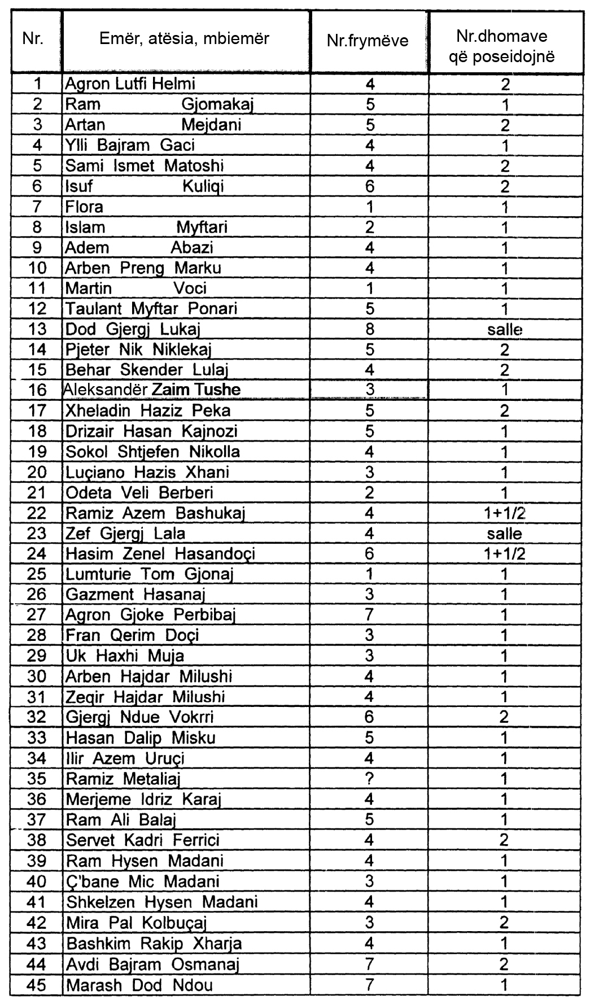 Nr. Emër, atësia, mbiemër Nr.frymëve Nr.dhomave që poseidojnë
1 Agron Lutfi Helmi 4 2
2 Ram Gjomakaj 5 1
3 Artan Mejdani 5 2
4 Ylli Bajram Gaci 4 1
5 Sami Ismet Matoshi 4 2
6 Isuf Kuliqi 6 2
7 Flora 1 1
8 Islam Myftari 2 1
9 Adem Abazi 4 1
10 Arben Preng Marku 4 1
11 Martin Voci 1 1
12 Taulant Myftar Ponari 5 1
13 Dod Gjergj Lukaj 8 salle
14 Pjeter Nik Niklekaj 5 2
15 Behar Skender Lulaj 4 2
16 Aleksandër Zaim Tushe 3 1
17 Xheladin Haziz Peka 5 2
18 Drizair Hasan Kajnozi 5 1
19 Sokol Shtjefen Nikolla 4 1
20 Luçiano Hazis Xhani 3 1
21 Odeta Veli Berberi 2 1
22 Ramiz Azem Bashukaj 4 1+1/2
23 Zef Gjergj Lala 4 salle
24 Hasim Zenel Hasandoçi 6 1+1/2
25 Lumturie Tom Gjonaj 1 1
26 Gazment Hasanaj 3 1
27 Agron Gjoke Perbibaj 7 1
28 Fran Qerim Doçi 3 1
29 Uk Haxhi Muja 3 1
30 Arben Hajdar Milushi 4 1
31 Zeqir Hajdar Milushi 4 1
32 Gjergj Ndue Vokrri 6 2
33 Hasan Dalip Misku 5 1
34 Ilir Azem Uruçi 4 1
35 Ramiz Metaliaj ? 1
36 Merjeme Idriz Karaj 4 1
37 Ram Ali Balaj 5 1
38 Servet Kadri Ferrici 4 2
39 Ram Hysen Madani 4 1
40 Ç'bane Mic Madani 3 1
41 Shkelzen Hysen Madani 4 1
42 Mira Pal Kolbuçaj 3 2
43 Bashkim Rakip Xharja 4 1
44 Avdi Bajram Osmanaj 7 2
45 Marash Dod Ndou 7 1